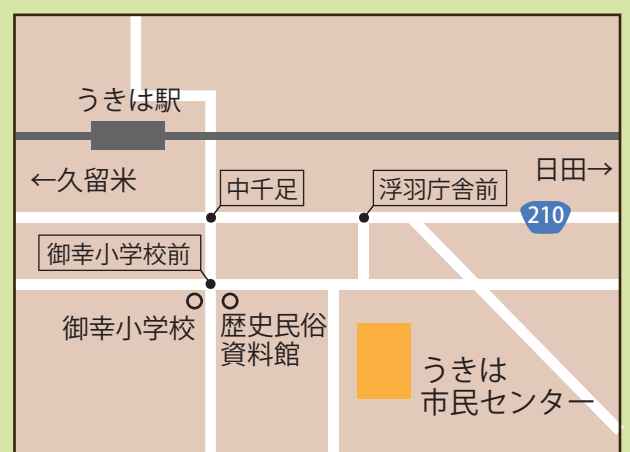 うきは駅
←久留米
日田→
中千足
浮羽庁舎前
210
御幸小学校前
御幸小学校
歴史民俗
資料館
うきは
市民センター